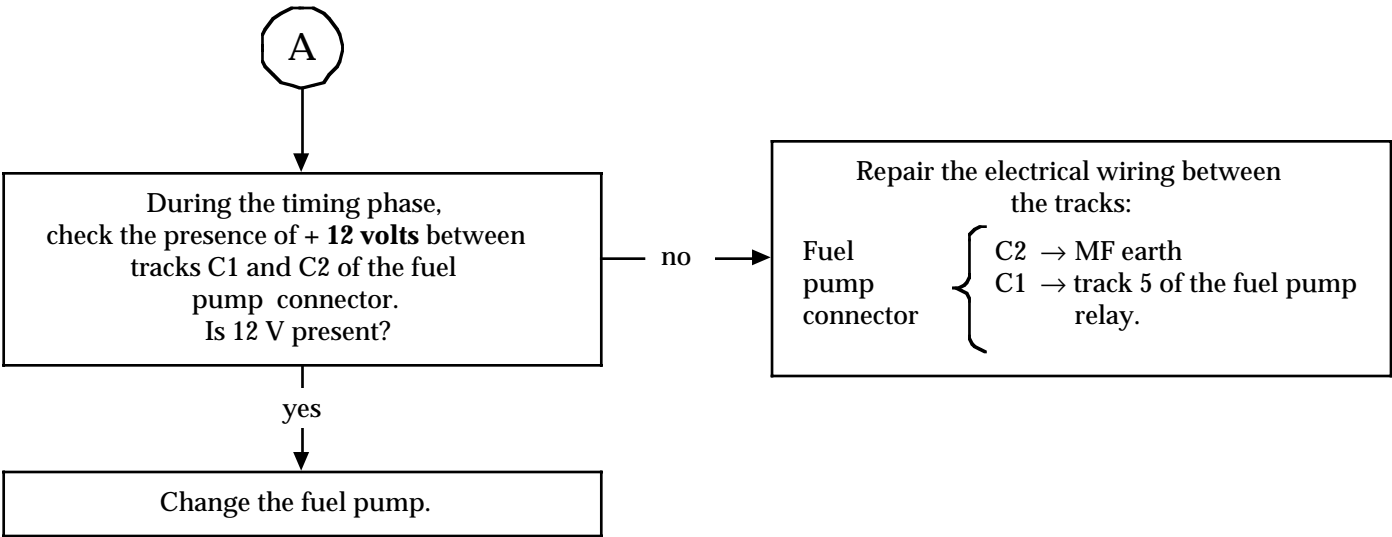 A
During the timing phase,
check the presence of + 12 volts between
tracks C1 and C2 of the fuel
pump connector.
Is 12 V present?
no
Repair the electrical wiring between
the tracks:
Fuel
pump
connector
C2 → MF earth
C1 → track 5 of the fuel pump
relay.
yes
Change the fuel pump.